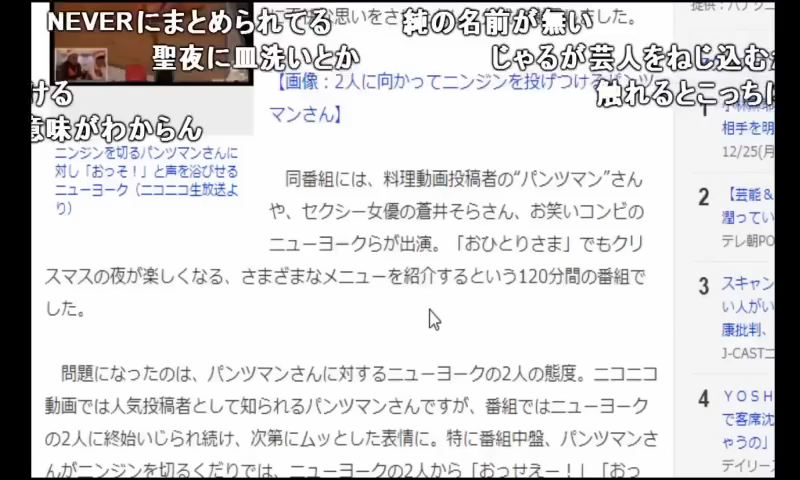 NEVERにまとめられてる
純の名前が無い
提供：パナソニ
聖夜に皿洗いとか
じゃるが芸人をねじ込む
【画像：2人に向かってニンジンを投げつけるパンツ
マンさん】
ける
触れるとこっちに
意味がわからん
ニンジンを切るパンツマンさんに
対し「おっそ！」と声を浴びせる
ニューヨーク（ニコニコ生放送よ
り）
同番組には、料理動画投稿者の“パンツマン”さん
や、セクシー女優の蒼井そらさん、お笑いコンビの
ニューヨークらが出演。「おひとりさま」でもクリ
スマスの夜が楽しくなる、さまざまなメニューを紹介するという120分間の番組で
した。
問題になったのは、パンツマンさんに対するニューヨークの2人の態度。ニコニコ
動画では人気投稿者として知られるパンツマンさんですが、番組ではニューヨーク
の2人に終始いじられ続け、次第にムッとした表情に。特に番組中盤、パンツマンさ
んがニンジンを切るくだりでは、ニューヨークの2人から「おっせえー！」「おっ
1
相手を明
12/25(月
2
【芸能＆
潤ってい
テレ朝PO
3
スキャン
い人がい
康批判、
J-CASTニ
4
ＹＯＳＨ
で客席沈
ゃうの」
デイリース